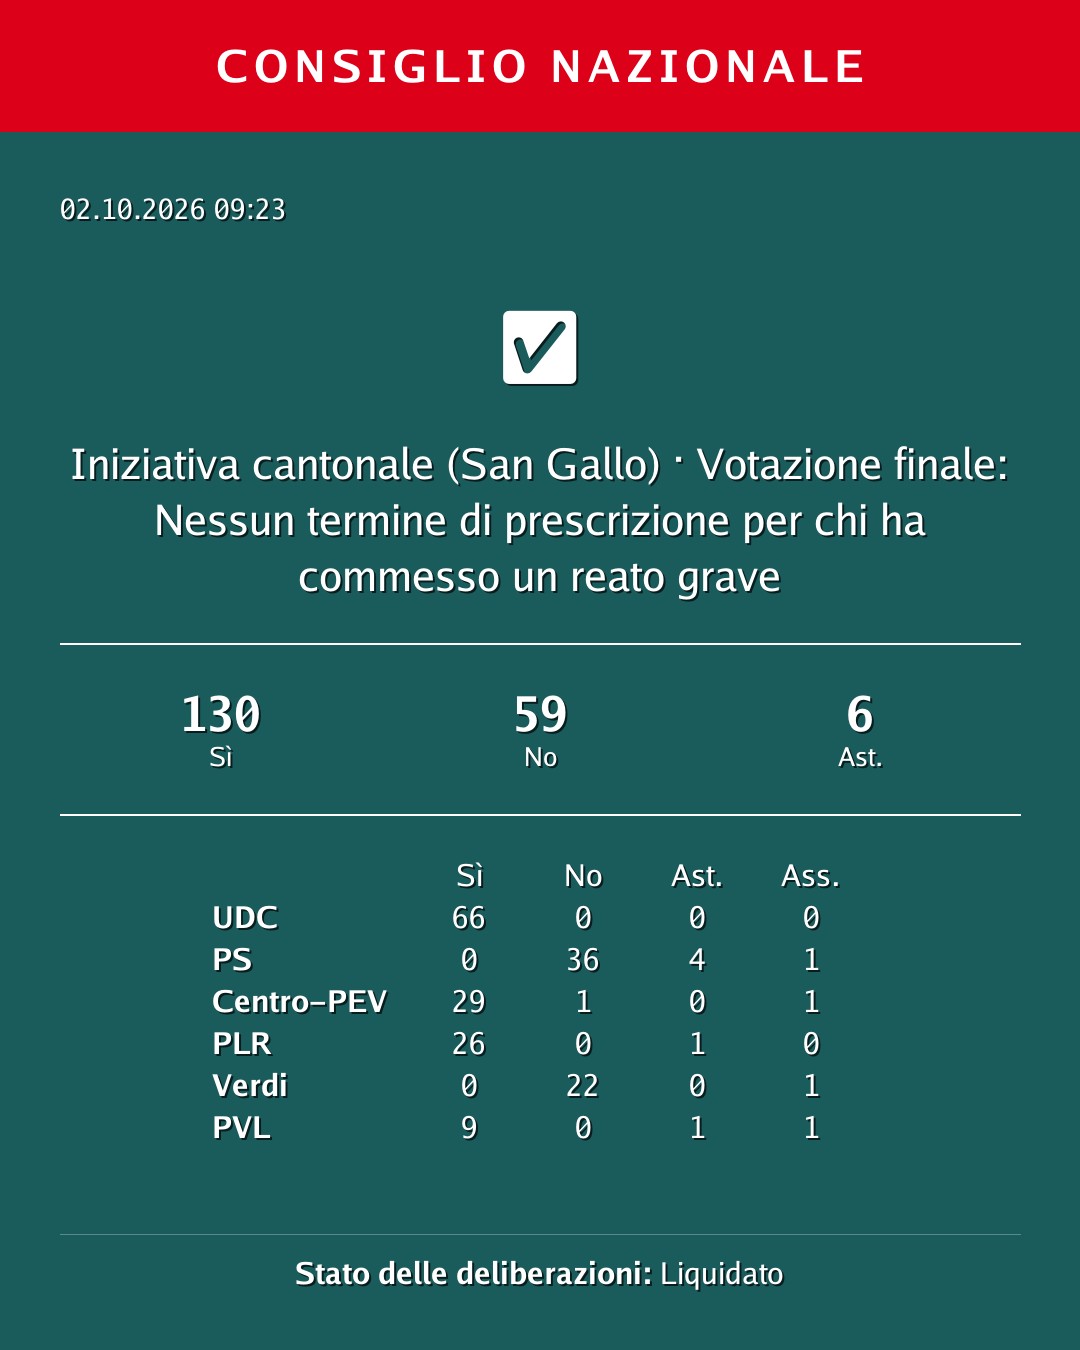 CONSIGLIO NAZIONALE
02.10.2026 09:23
Iniziativa cantonale (San Gallo) · Votazione finale:
Nessun termine di prescrizione per chi ha
commesso un reato grave
130 59 6
Sì No Ast.
Sì No Ast. Ass.
UDC 66 0 0 0
PS 0 36 4 1
Centro-PEV 29 1 0 1
PLR 26 0 1 0
Verdi 0 22 0 1
PVL 9 0 1 1
Stato delle deliberazioni: Liquidato